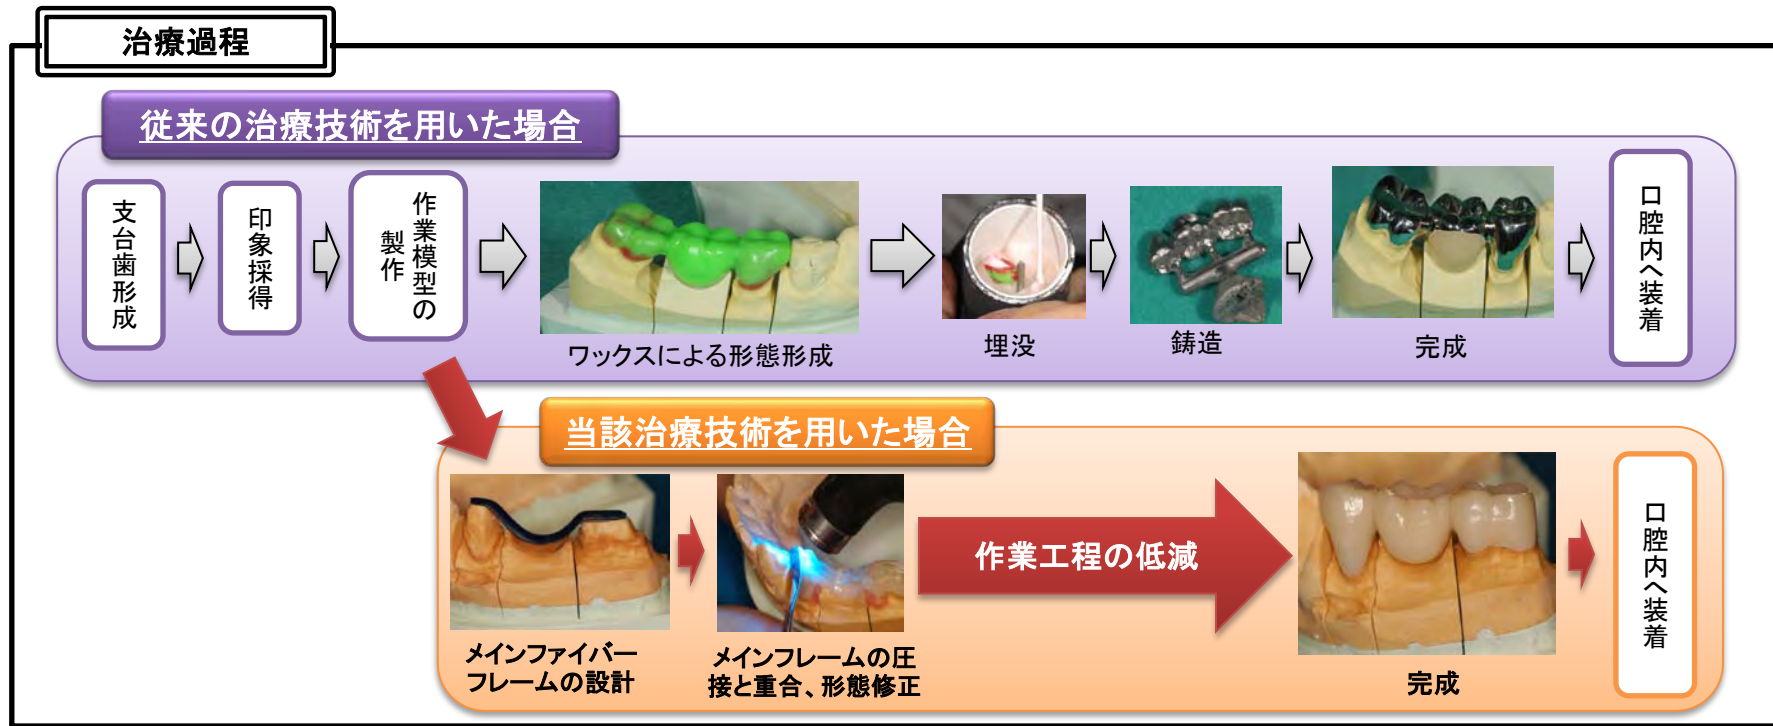 治療過程
従来の治療技術を用いた場合
支台歯形成
印象採得
作業模型の
製作
ワックスによる形態形成
埋没
鋳造
完成
口腔内へ装着
当該治療技術を用いた場合
メインファイバー
フレームの設計
メインフレームの圧
接と重合、形態修正
作業工程の低減
完成
口腔内へ装着